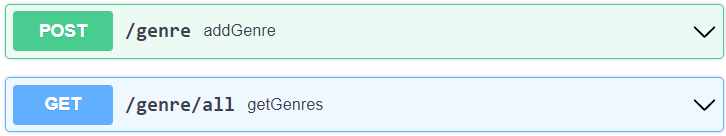 POST /genre addGenre
GET /genre/all getGenres